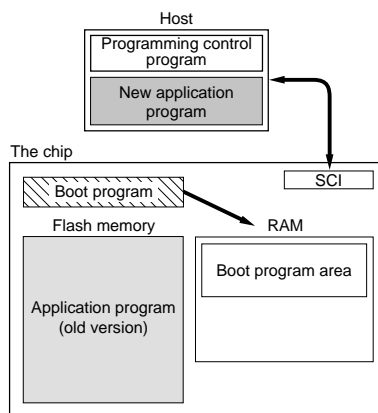 Host
Programming control
program
New application
program
The chip
SCI
Boot program
Flash memory
RAM
Boot program area
Application program
(old version)